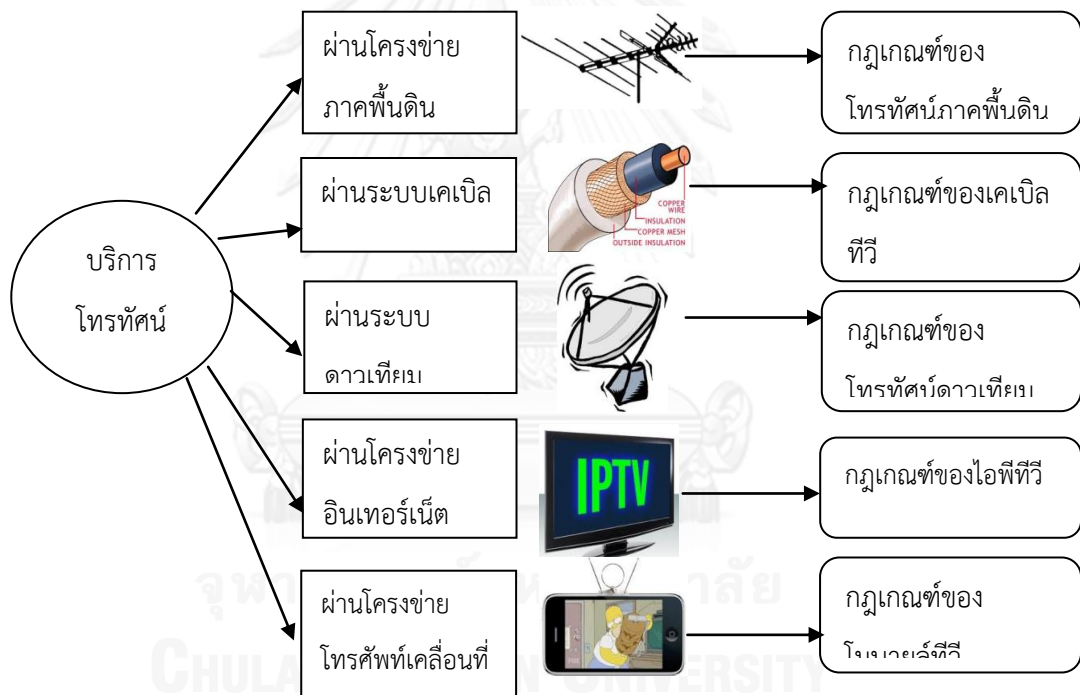 บริการ
โทรทัศน์
ผ่านโครงข่าย
ภาคพื้นดิน
กฎเกณฑ์ของ
โทรทัศน์ภาคพื้นดิน
ผ่านระบบเคเบิล
COPPER
WIRE
INSULATION
COPPER MESH
OUTSIDE INSULATION
กฎเกณฑ์ของเคเบิล
ทีวี
ผ่านระบบ
ดาวเทียม
กฎเกณฑ์ของ
โทรทัศน์ดาวเทียม
ผ่านโครงข่าย
อินเทอร์เน็ต
IPTV
กฎเกณฑ์ของไอพีทีวี
ผ่านโครงข่าย
โทรศัพท์เคลื่อนที่
กฎเกณฑ์ของ
โมบายล์ทีวี